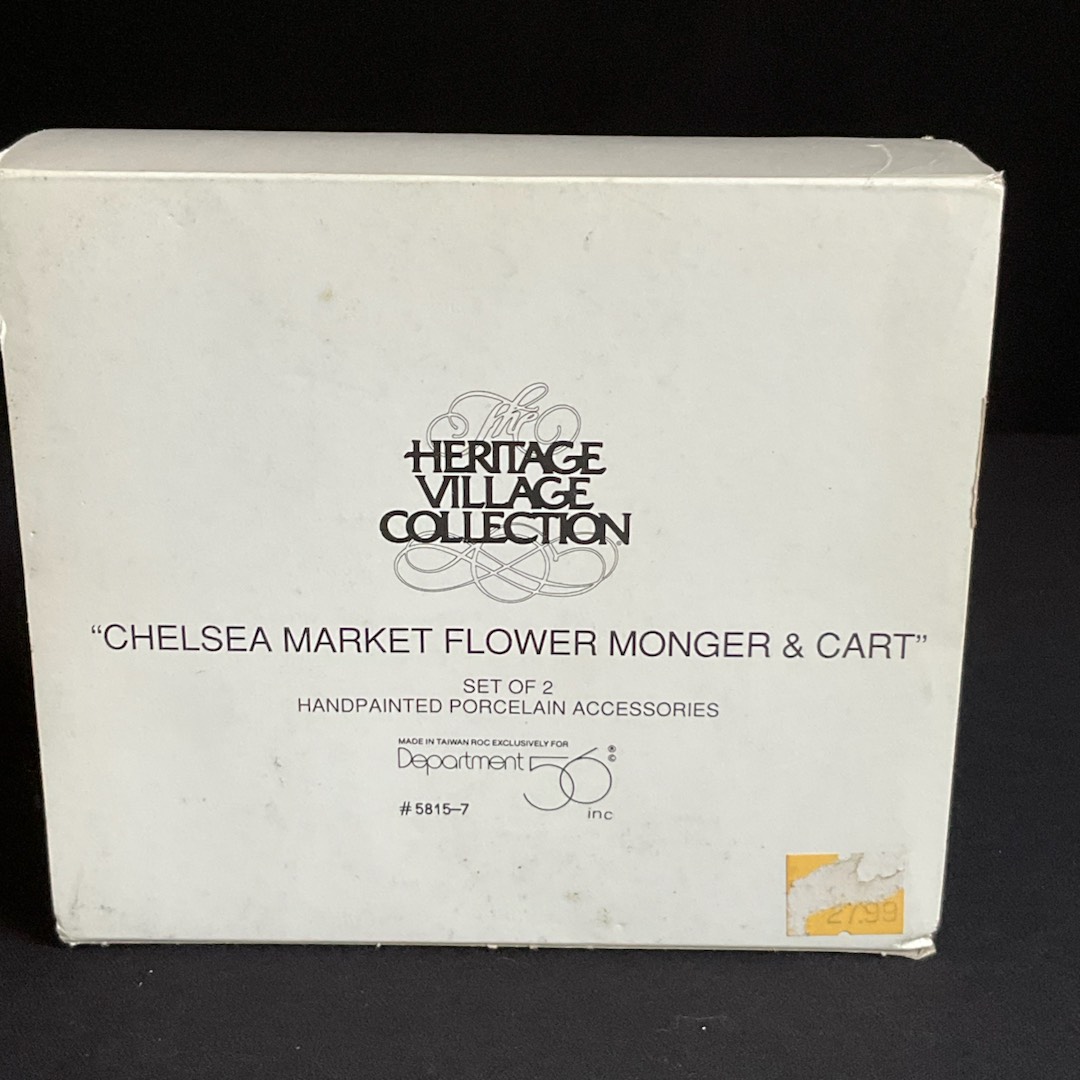 The
HERITAGE
VILLAGE
COLLECTION®
“CHELSEA MARKET FLOWER MONGER & CART”
SET OF 2
HANDPAINTED PORCELAIN ACCESSORIES
MADE IN TAIWAN ROC EXCLUSIVELY FOR
Department 56 ® ©
inc
#5815–7
27.99